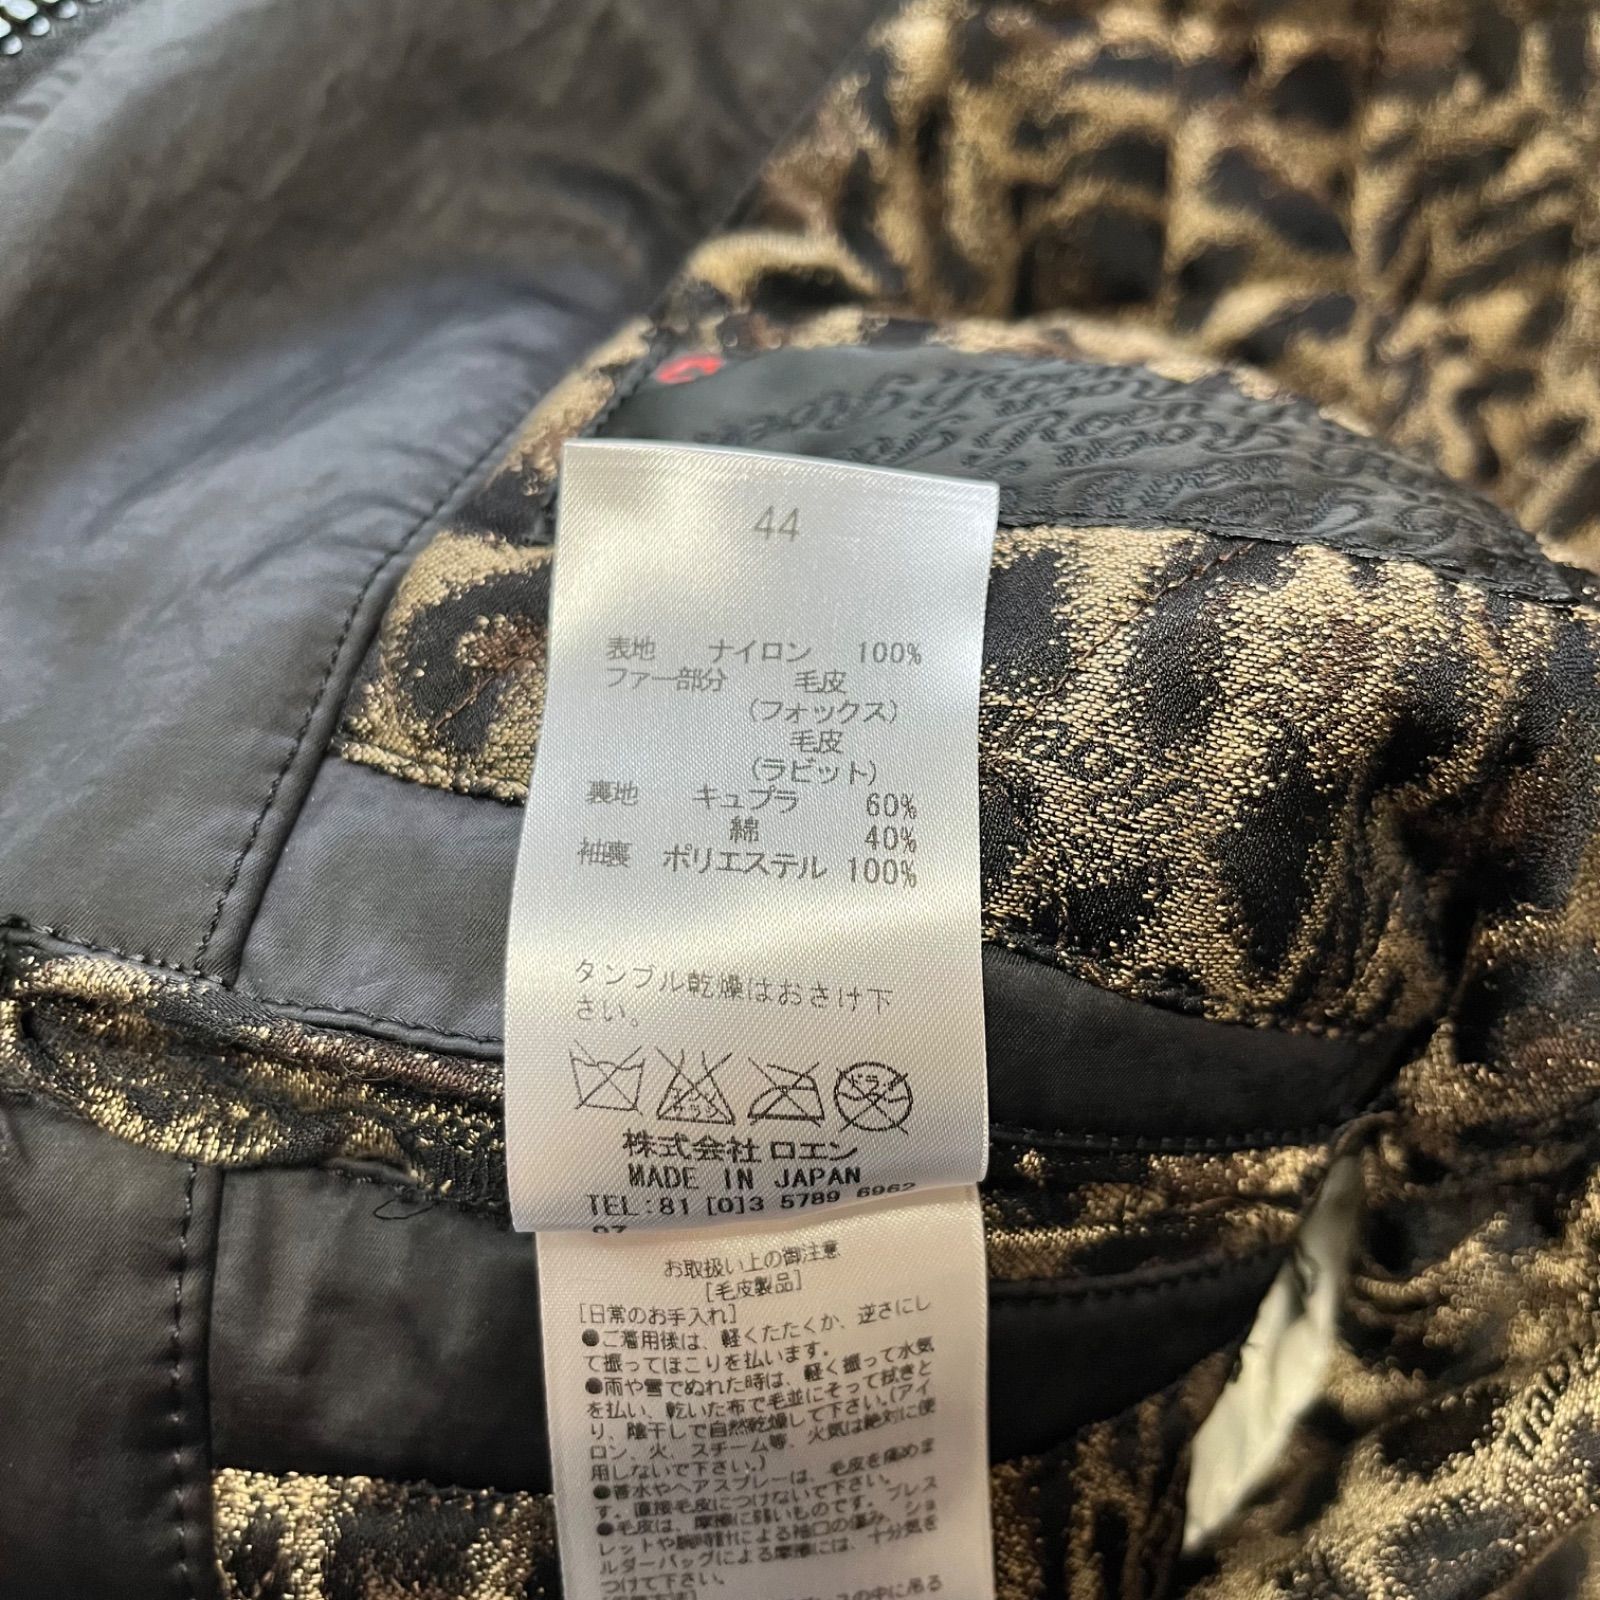 44
表地 ナイロン 100%
ファー部分 毛皮
(フォックス)
毛皮
(ラビット)
裏地 キュプラ 60%
綿 40%
袖裏 ポリエステル 100%
タンブル乾燥はおさけ下
さい。
株式会社 ロエン
MADE IN JAPAN
TEL:81 [0]3 5789 6962
お取扱い上の御注意
[毛皮製品]
[日常のお手入れ]
●ご着用後は、軽くたたくか、逆さにし
て振ってほこりを払います。
●雨や雪でぬれた時は、軽く振って水気
を払い、乾いた布で毛並にそって拭きと
り、陰干しで自然乾燥して下さい。(アイ
ロン、火、スチーム等、火気は絶対に使
用しないで下さい。)
●香水やヘアスプレーは、毛皮を痛めま
す。直接毛皮につけないで下さい。
●毛皮は、摩擦に弱いものです。ブレス
レットや腕時計による袖口の傷み、ショ
ルダーバッグによる摩擦には、十分気を
つけて下さい。
の中に吊る